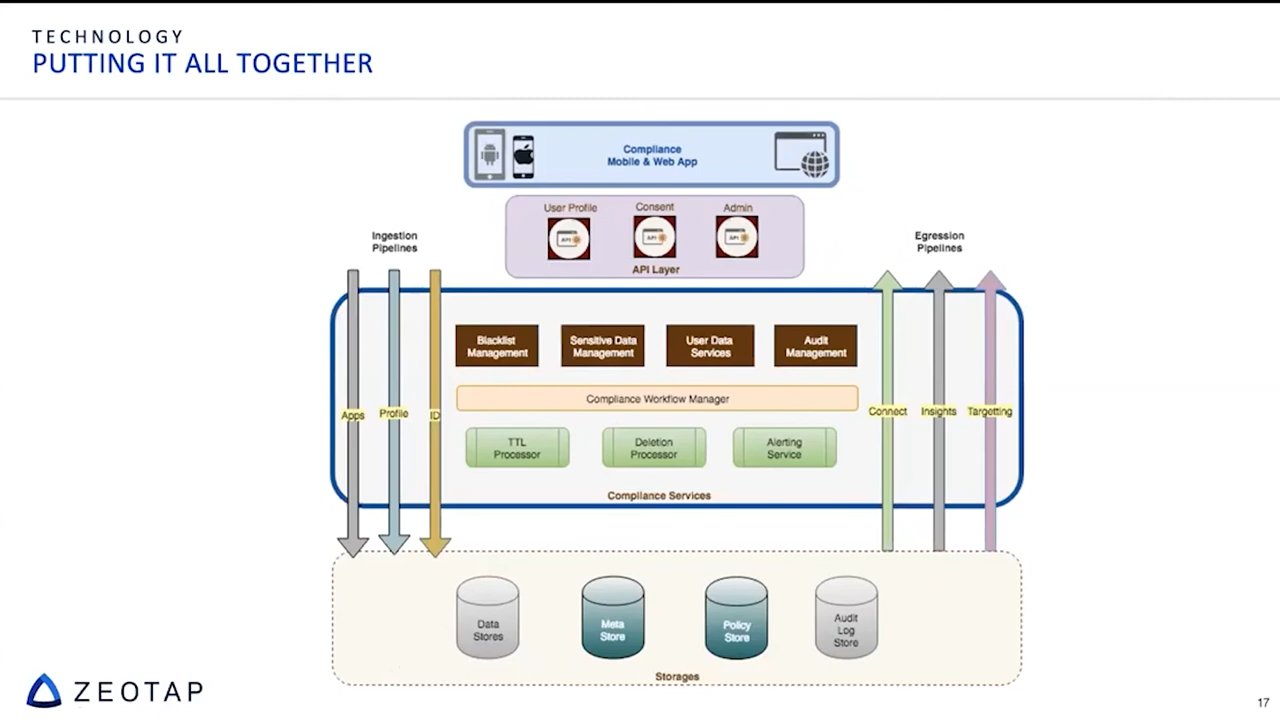 TECHNOLOGY
PUTTING IT ALL TOGETHER
Compliance
Mobile & Web App
User Profile
Consent
Admin
API
API
API
API Layer
Ingestion
Pipelines
Egression
Pipelines
Blacklist
Management
Sensitive Data
Management
User Data
Services
Audit
Management
Compliance Workflow Manager
Apps
Profile
ID
Connect
Insights
Targetting
TTL
Processor
Deletion
Processor
Alerting
Service
Compliance Services
Data
Stores
Meta
Store
Policy
Store
Audit
Log
Store
Storages
ZEOTAP
17